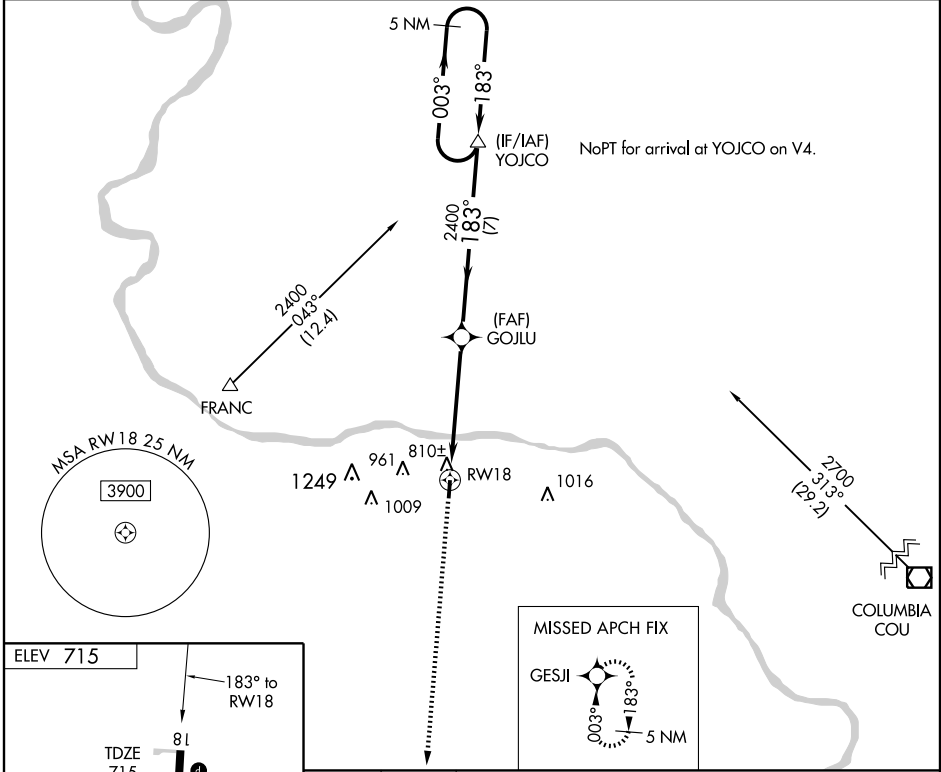 5 NM
003°
183°
(IF/IAF)
YOJCO
NoPT for arrival at YOJCO on V4.
2400
183°
(7)
2400
043°
(12.4)
(FAF)
GOJLU
FRANC
MSA RW18 25 NM
3900
1249
961
810±
1009
RW18
1016
2700
313°
(29.2)
COLUMBIA
COU
MISSED APCH FIX
GESJI
003°
183°
5 NM
ELEV 715
183° to
RW18
18
TDZE
715